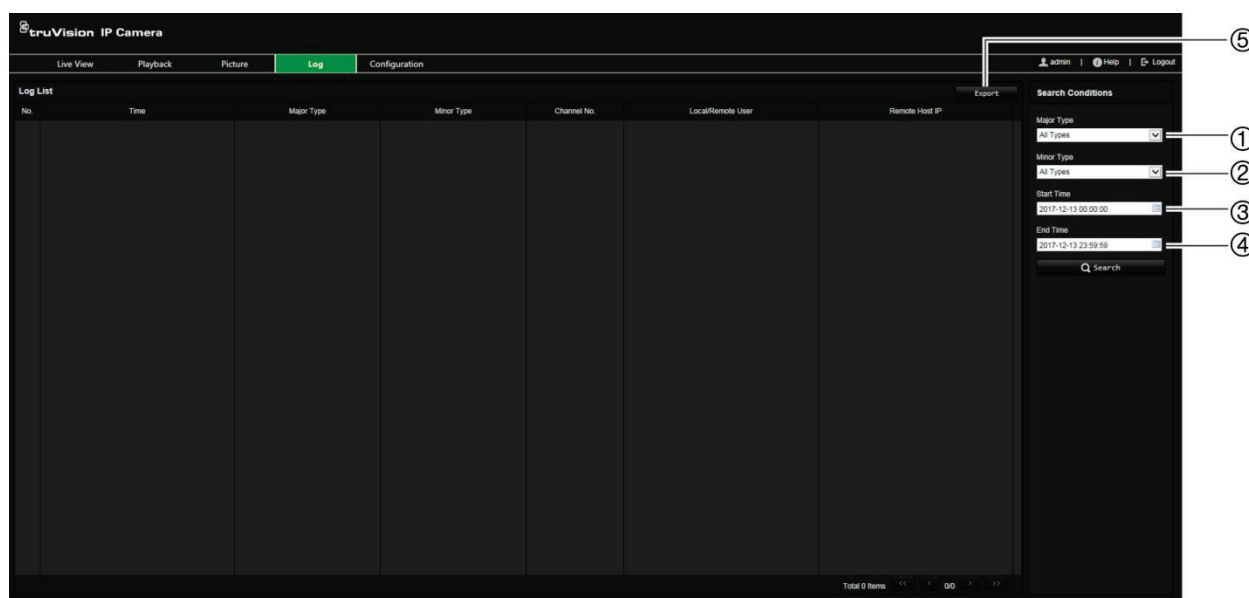 truVision IP Camera
⑤
Live View Playback Picture Log Configuration admin | Help | Logout
Log List Export
No. Time Major Type Minor Type Channel No. Local/Remote User Remote Host IP
Search Conditions
Major Type
All Types ①
Minor Type
All Types ②
Start Time
2017-12-13 00:00:00 ③
End Time
2017-12-13 23:59:59 ④
Search
Total 0 Items << < 0/0 > >>